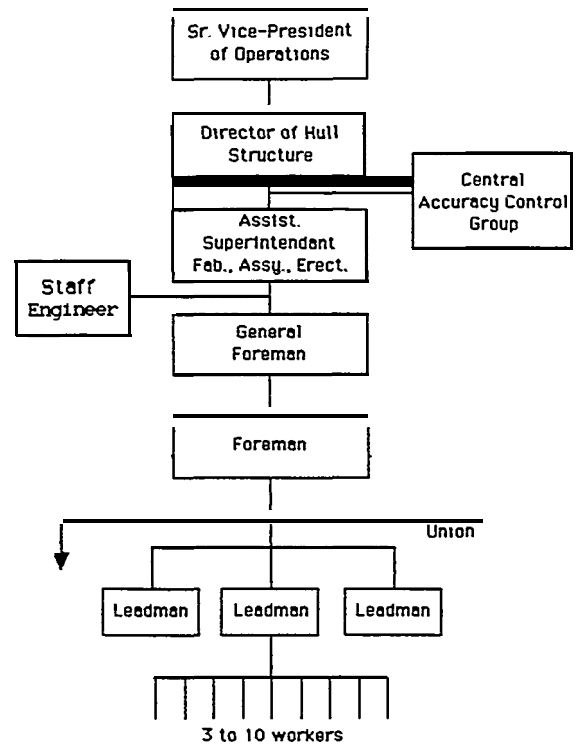 Sr. Vice-President
of Operations
Director of Hull
Structure
Central
Accuracy Control
Group
Assist.
Superintendant
Fab., Assy., Erect.
Staff
Engineer
General
Foreman
Foreman
Union
Leadman
Leadman
Leadman
3 to 10 workers